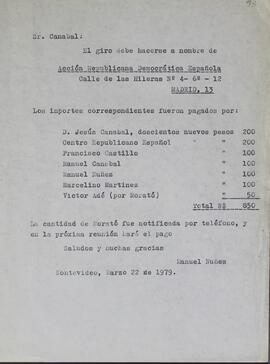 Sr. Canabal:
El giro debe hacerse a nombre de
Acción Republicana Democrática Española
Calle de las Hileras Nº 4- 6º - 12
MADRID, 13
Los importes correspondientes fueron pagados por:
D. Jesús Canabal, doscientos nuevos pesos 200
Centro Republicano Español " 200
Francisco Castillo " 100
Manuel Canabal " 100
Manuel Nuñes " 100
Marcelino Martinez " 100
Victor Adé (por Morató) " 50
Total N$ 850
La cantidad de Morató fue notificada por teléfono, y
en la próxima reunión hará el pago
Saludos y muchas gracias
Manuel Nuñes
Montevideo, Marzo 22 de 1979.